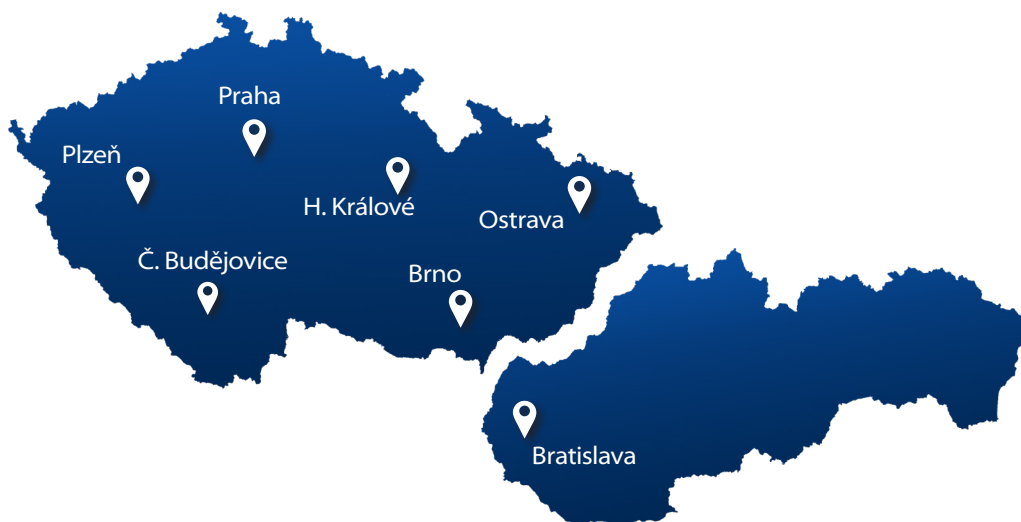 Praha
Plzeň
H. Králové
Ostrava
Č. Budějovice
Brno
Bratislava